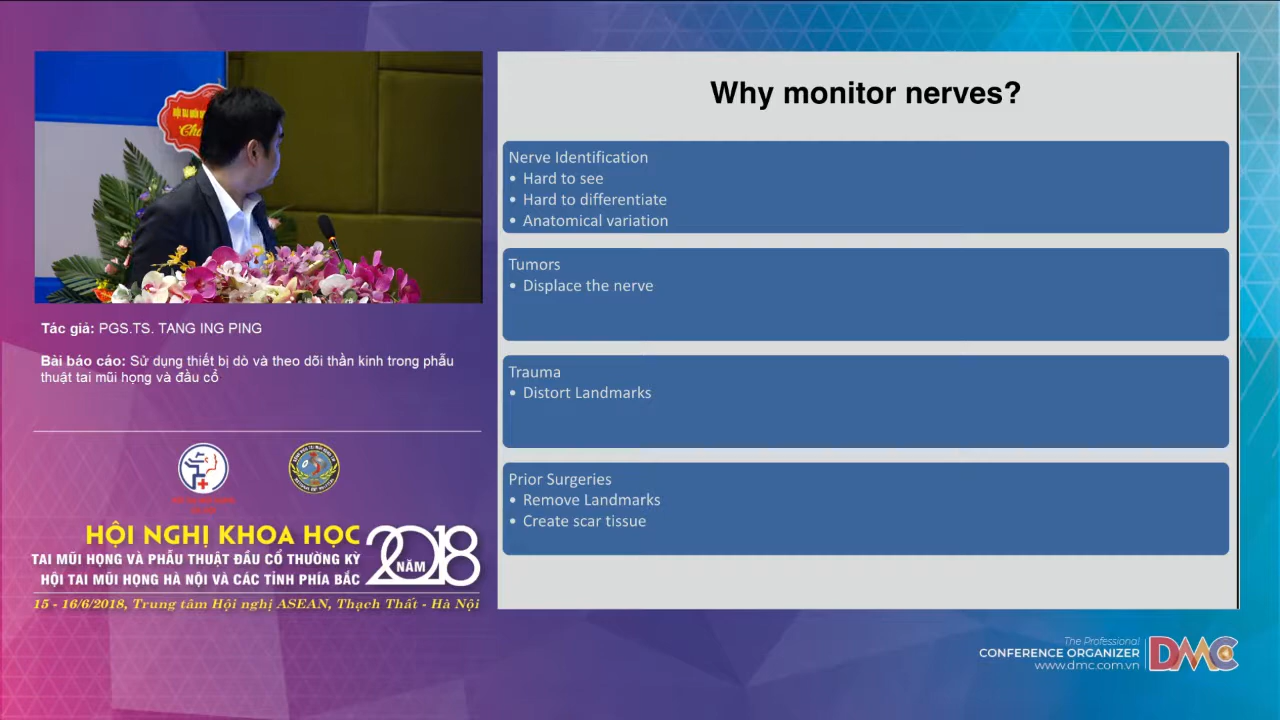 Why monitor nerves?
Nerve Identification
• Hard to see
• Hard to differentiate
• Anatomical variation
Tumors
• Displace the nerve
Trauma
• Distort Landmarks
Prior Surgeries
• Remove Landmarks
• Create scar tissue
Tác giả: PGS.TS. TANG ING PING
Bài báo cáo: Sử dụng thiết bị dò và theo dõi thần kinh trong phẫu
thuật tai mũi họng và đầu cổ
HỘI NGHỊ KHOA HỌC
TAI MŨI HỌNG VÀ PHẪU THUẬT ĐẦU CỔ THƯỜNG KỲ
HỘI TAI MŨI HỌNG HÀ NỘI VÀ CÁC TỈNH PHÍA BẮC
NĂM 2018
15 - 16/6/2018, Trung tâm Hội nghị ASEAN, Thạch Thất - Hà Nội
The Professional
CONFERENCE ORGANIZER
www.dmc.com.vn
DMC